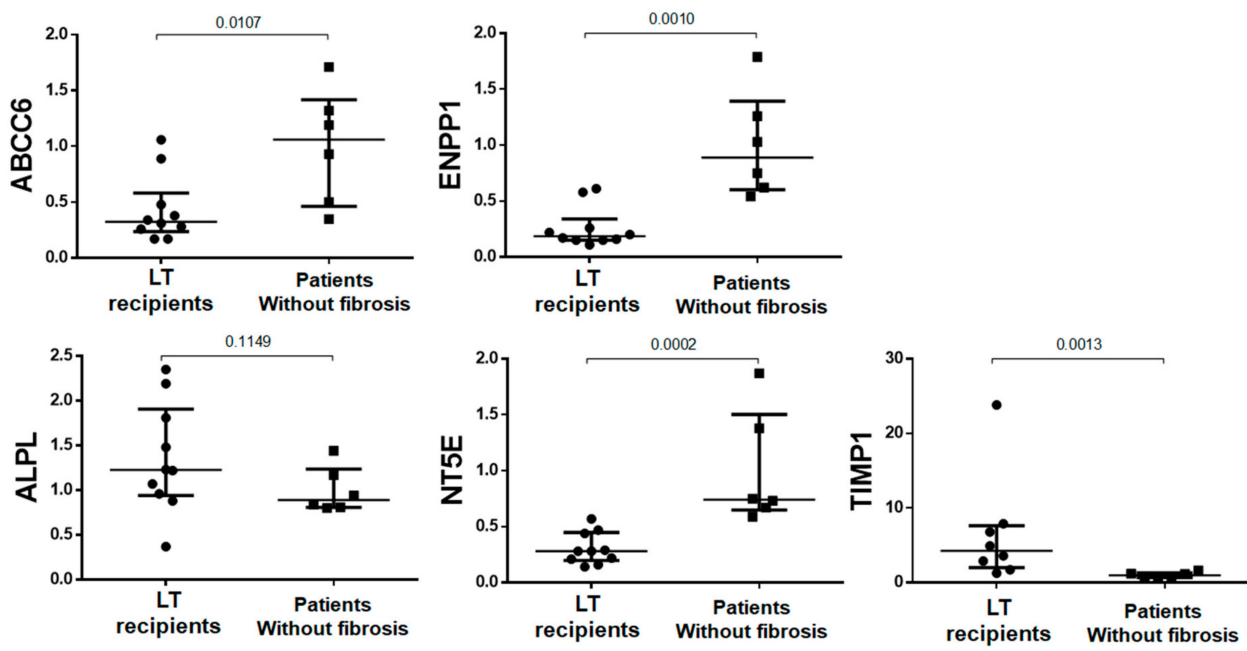 0.0107
2.0
1.5
1.0
0.5
0.0
ABCC6
LT
recipients
Patients
Without fibrosis
0.0010
2.0
1.5
1.0
0.5
0.0
ENPP1
LT
recipients
Patients
Without fibrosis
0.1149
2.5
2.0
1.5
1.0
0.5
0.0
ALPL
LT
recipients
Patients
Without fibrosis
0.0002
2.0
1.5
1.0
0.5
0.0
NT5E
LT
recipients
Patients
Without fibrosis
0.0013
30
20
10
0
TIMP1
LT
recipients
Patients
Without fibrosis